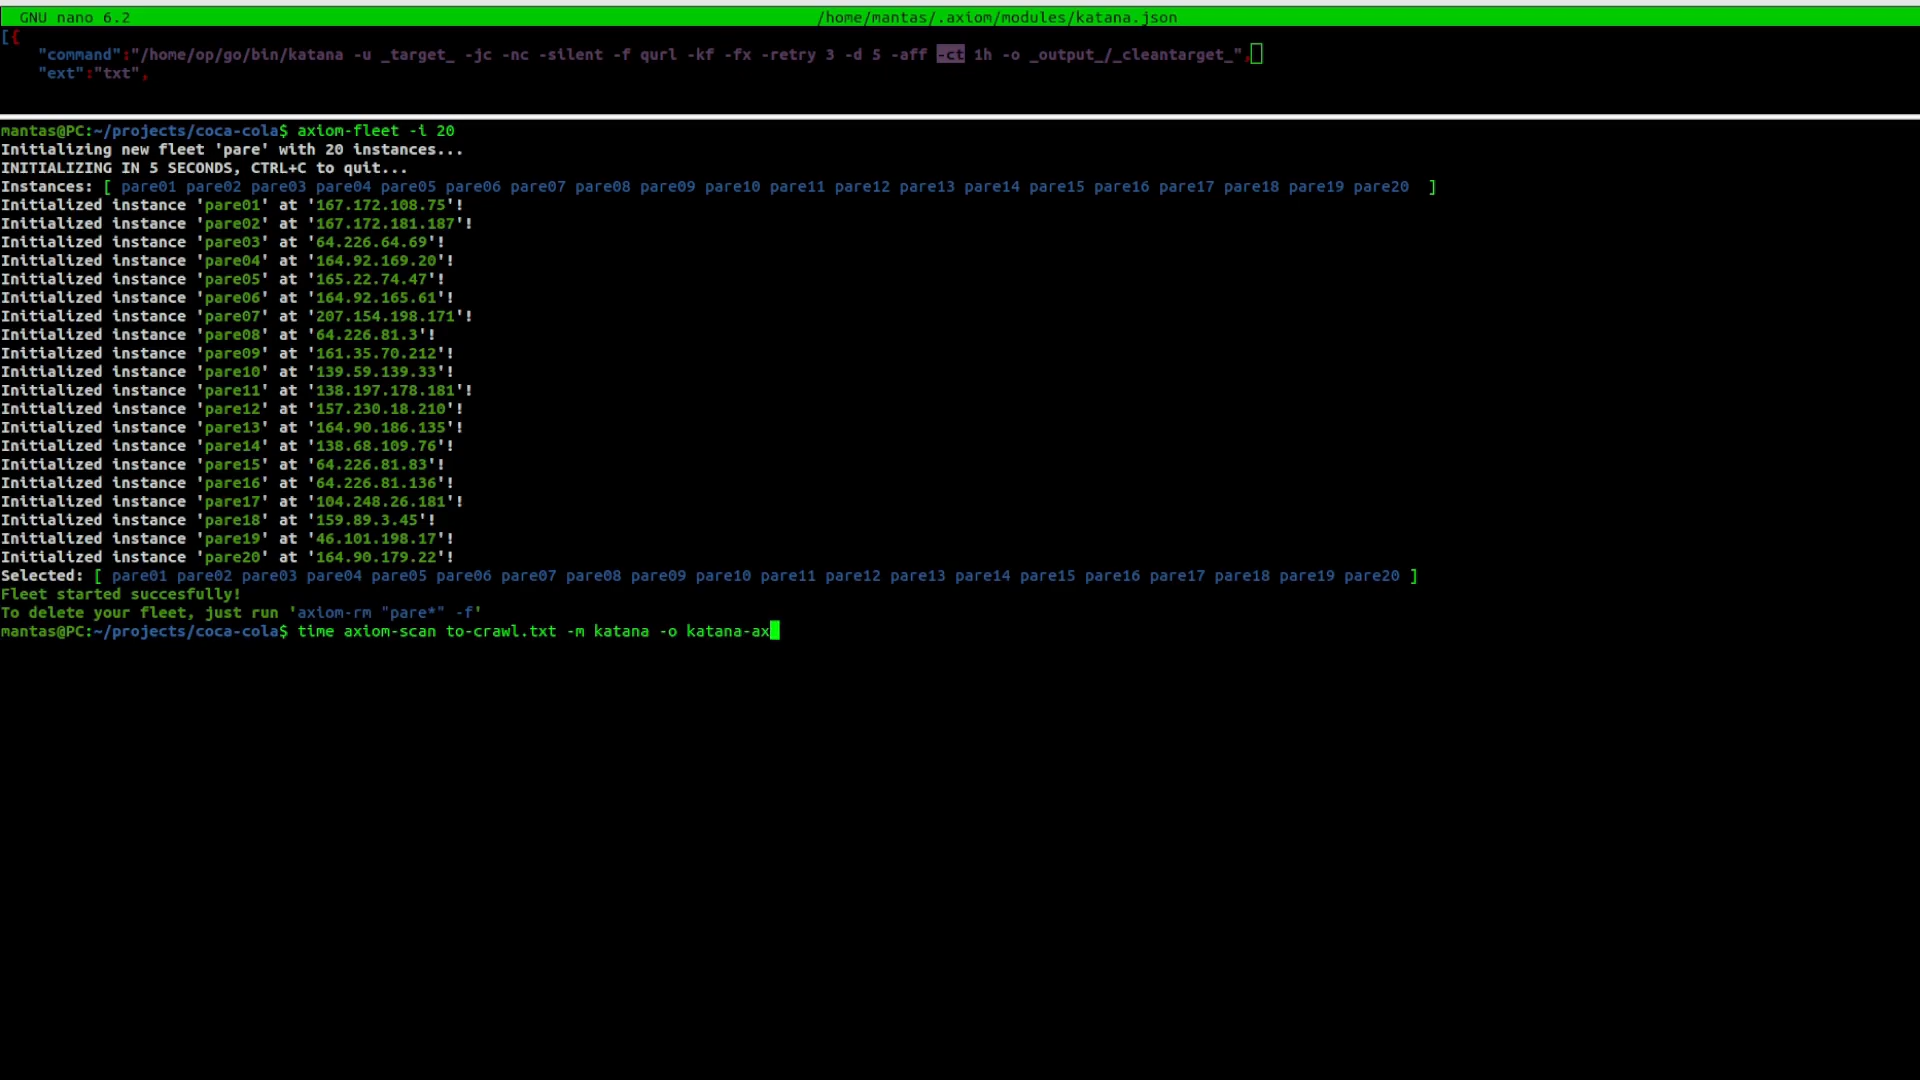 GNU nano 6.2 /home/mantas/.axiom/modules/katana.json
[{
"command":"/home/op/go/bin/katana -u _target_ -jc -nc -silent -f qurl -kf -fx -retry 3 -d 5 -aff -ct 1h -o _output_/_cleantarget_",
"ext":"txt",
mantas@PC:~/projects/coca-cola$ axiom-fleet -i 20
Initializing new fleet 'pare' with 20 instances...
INITIALIZING IN 5 SECONDS, CTRL+C to quit...
Instances: [ pare01 pare02 pare03 pare04 pare05 pare06 pare07 pare08 pare09 pare10 pare11 pare12 pare13 pare14 pare15 pare16 pare17 pare18 pare19 pare20 ]
Initialized instance 'pare01' at '167.172.108.75'!
Initialized instance 'pare02' at '167.172.181.187'!
Initialized instance 'pare03' at '64.226.64.69'!
Initialized instance 'pare04' at '164.92.169.20'!
Initialized instance 'pare05' at '165.22.74.47'!
Initialized instance 'pare06' at '164.92.165.61'!
Initialized instance 'pare07' at '207.154.198.171'!
Initialized instance 'pare08' at '64.226.81.3'!
Initialized instance 'pare09' at '161.35.70.212'!
Initialized instance 'pare10' at '139.59.139.33'!
Initialized instance 'pare11' at '138.197.178.181'!
Initialized instance 'pare12' at '157.230.18.210'!
Initialized instance 'pare13' at '164.90.186.135'!
Initialized instance 'pare14' at '138.68.109.76'!
Initialized instance 'pare15' at '64.226.81.83'!
Initialized instance 'pare16' at '64.226.81.136'!
Initialized instance 'pare17' at '104.248.26.181'!
Initialized instance 'pare18' at '159.89.3.45'!
Initialized instance 'pare19' at '46.101.198.17'!
Initialized instance 'pare20' at '164.90.179.22'!
Selected: [ pare01 pare02 pare03 pare04 pare05 pare06 pare07 pare08 pare09 pare10 pare11 pare12 pare13 pare14 pare15 pare16 pare17 pare18 pare19 pare20 ]
Fleet started succesfully!
To delete your fleet, just run 'axiom-rm "pare*" -f'
mantas@PC:~/projects/coca-cola$ time axiom-scan to-crawl.txt -m katana -o katana-ax